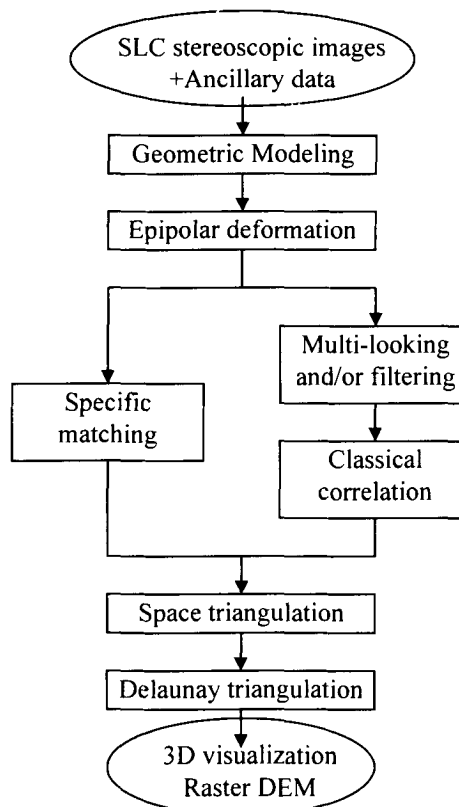 SLC stereoscopic images
+Ancillary data
Geometric Modeling
Epipolar deformation
Multi-looking
and/or filtering
Specific
matching
Classical
correlation
Space triangulation
Delaunay triangulation
3D visualization
Raster DEM